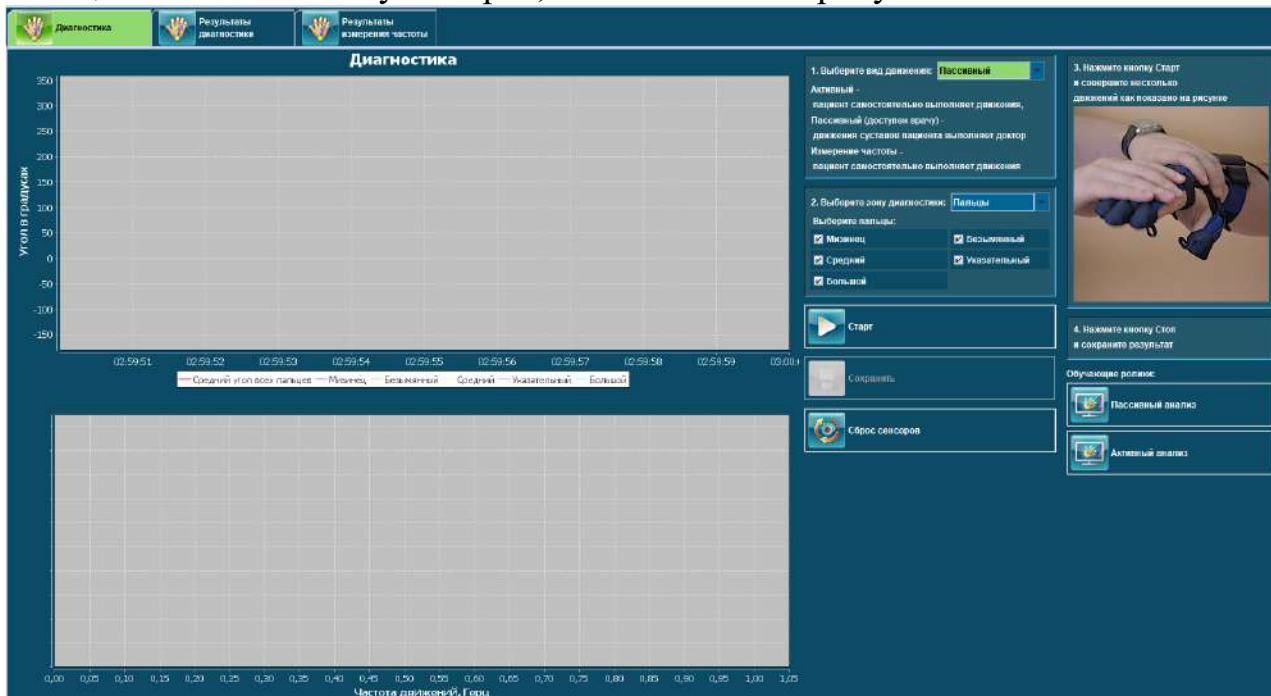 Диагностика
Результаты
диагностики
Результаты
измерения частоты
Диагностика
Угол в градусах
350
300
250
200
150
100
50
0
-50
-100
-150
02:59:51 02:59:52 02:59:53 02:59:54 02:59:55 02:59:56 02:59:57 02:59:58 02:59:59 03:00:
Средний угол всех пальцев Мизинец Безымянный Средний Указательный Большой
0,00 0,05 0,10 0,15 0,20 0,25 0,30 0,35 0,40 0,45 0,50 0,55 0,60 0,65 0,70 0,75 0,80 0,85 0,90 0,95 1,00 1,05
Частота движений, Герц
1. Выберите вид движения: Пассивный
Активный -
пациент самостоятельно выполняет движения,
Пассивный (доступен врачу) -
движения суставов пациента выполняет доктор
Измерение частоты -
пациент самостоятельно выполняет движения
2. Выберите зону диагностики: Пальцы
Выберите пальцы:
Мизинец Безымянный
Средний Указательный
Большой
Старт
Сохранить
Сброс сенсоров
3. Нажмите кнопку Старт
и совершите несколько
движений как показано на рисунке
4. Нажмите кнопку Стоп
и сохраните результат
Обучающие ролики:
Пассивный анализ
Активный анализ